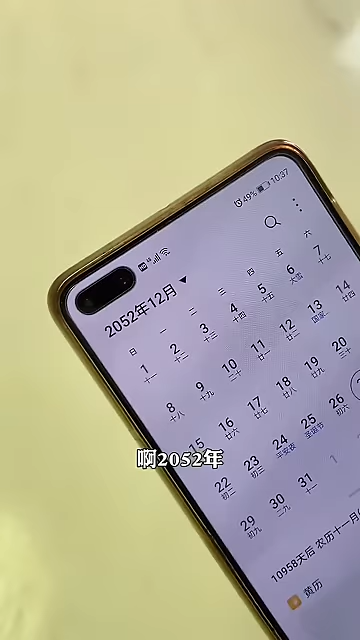 49% 10:37
2052年12月
日 一 二 三 四 五 六
1 2 3 4 5 6 7
十一 十二 十三 十四 十五 大雪 十七
8 9 10 11 12 13 14
十八 十九 二十 廿一 廿二 国家... 廿四
15 16 17 18 19 20
廿六 廿七 廿八 廿九 三十
22 23 24 25 26
初二 初三 平安夜 圣诞节 初六
29 30 31 1
初九 十一
啊2052年
10958天后 农历十一月
黄历